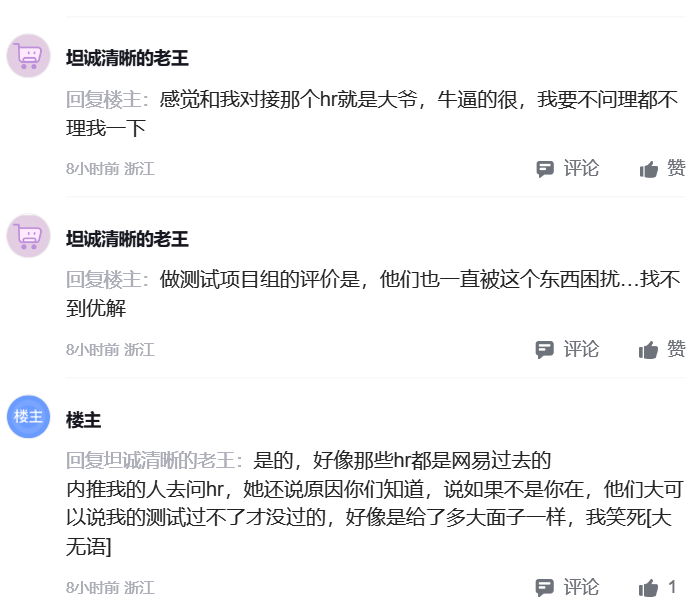 坦诚清晰的老王
回复楼主：感觉和我对接那个hr就是大爷，牛逼的很，我要不问理都不
理我一下
8小时前 浙江 评论 赞
坦诚清晰的老王
回复楼主：做测试项目组的评价是，他们也一直被这个东西困扰…找不
到优解
8小时前 浙江 评论 赞
楼主 楼主
回复坦诚清晰的老王：是的，好像那些hr都是网易过去的
内推我的人去问hr，她还说原因你们知道，说如果不是你在，他们大可
以说我的测试过不了才没过的，好像是给了多大面子一样，我笑死[大
无语]
8小时前 浙江 评论 1